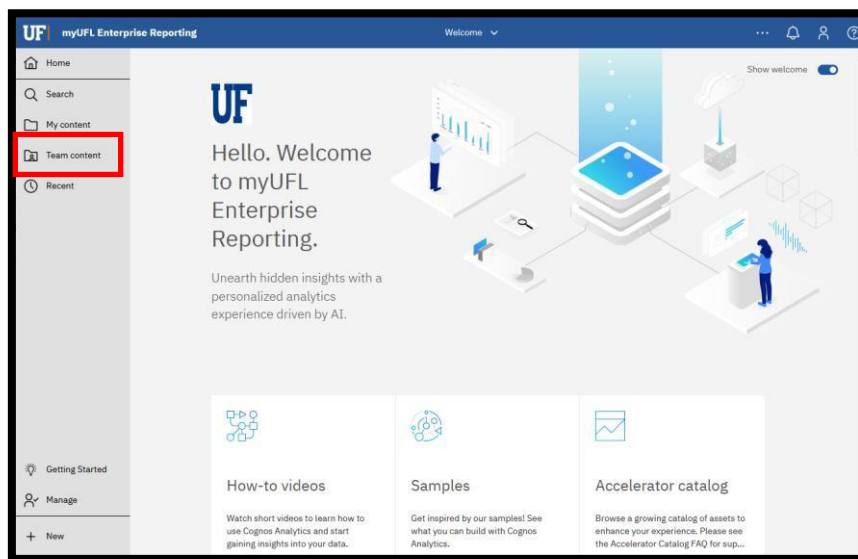 UF myUFL Enterprise Reporting
Welcome
Home
Search
My content
Team content
Recent
Getting Started
Manage
New
Show welcome
UF
Hello. Welcome
to myUFL
Enterprise
Reporting.
Unearth hidden insights with a
personalized analytics
experience driven by AI.
How-to videos
Watch short videos to learn how to
use Cognos Analytics and start
gaining insights into your data.
Samples
Get inspired by our samples! See
what you can build with Cognos
Analytics.
Accelerator catalog
Browse a growing catalog of assets to
enhance your experience. Please see
the Accelerator Catalog FAQ for sup...